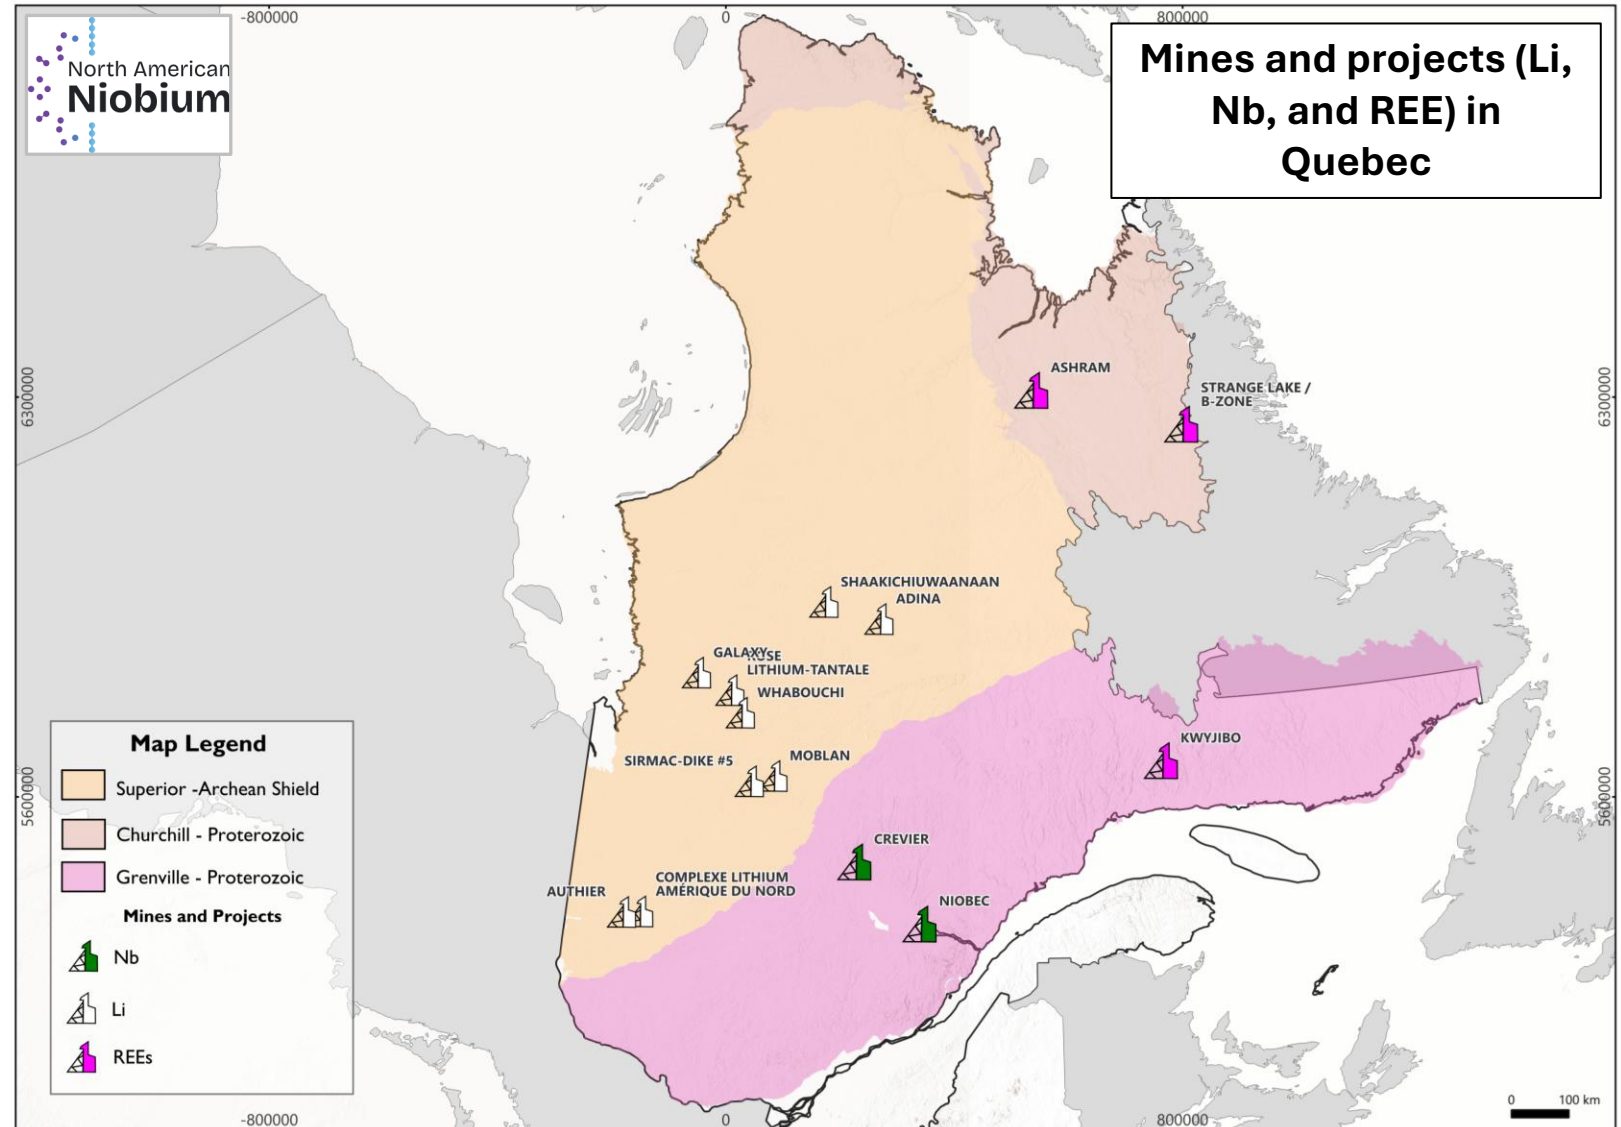 -800000
0
800000
North American
Niobium
Mines and projects (Li,
Nb, and REE) in
Quebec
6300000
6300000
ASHRAM
STRANGE LAKE /
B-ZONE
SHAAKICHIUWAANAAN
ADINA
GALAXY
ROSE
LITHIUM-TANTALE
WHABOUCHI
KWYJIBO
SIRMAC-DIKE #5
MOBLAN
5600000
5600000
CREVIER
AUTHIER
COMPLEXE LITHIUM
AMÉRIQUE DU NORD
NIOBEC
Map Legend
Superior -Archean Shield
Churchill - Proterozoic
Grenville - Proterozoic
Mines and Projects
Nb
Li
REEs
0 100 km
-800000
0
800000